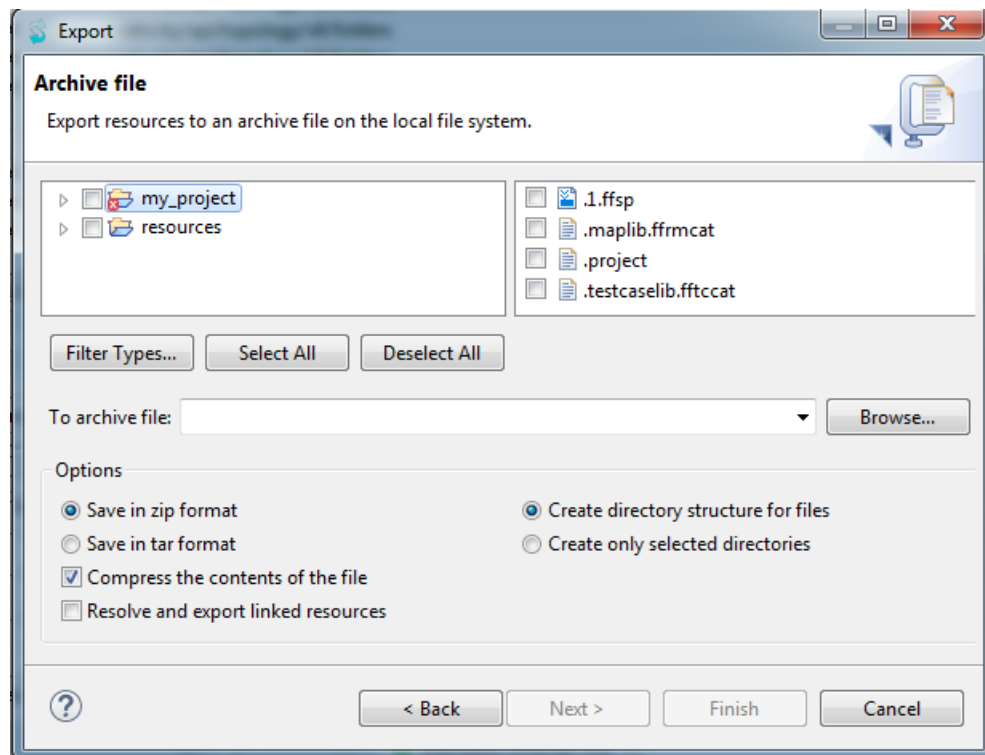 Export
Archive file
Export resources to an archive file on the local file system.
my_project
resources
.1.ffsp
.maplib.ffrmcat
.project
.testcaselib.fftccat
Filter Types...
Select All
Deselect All
To archive file:
Browse...
Options
Save in zip format
Create directory structure for files
Save in tar format
Create only selected directories
Compress the contents of the file
Resolve and export linked resources
?
< Back
Next >
Finish
Cancel